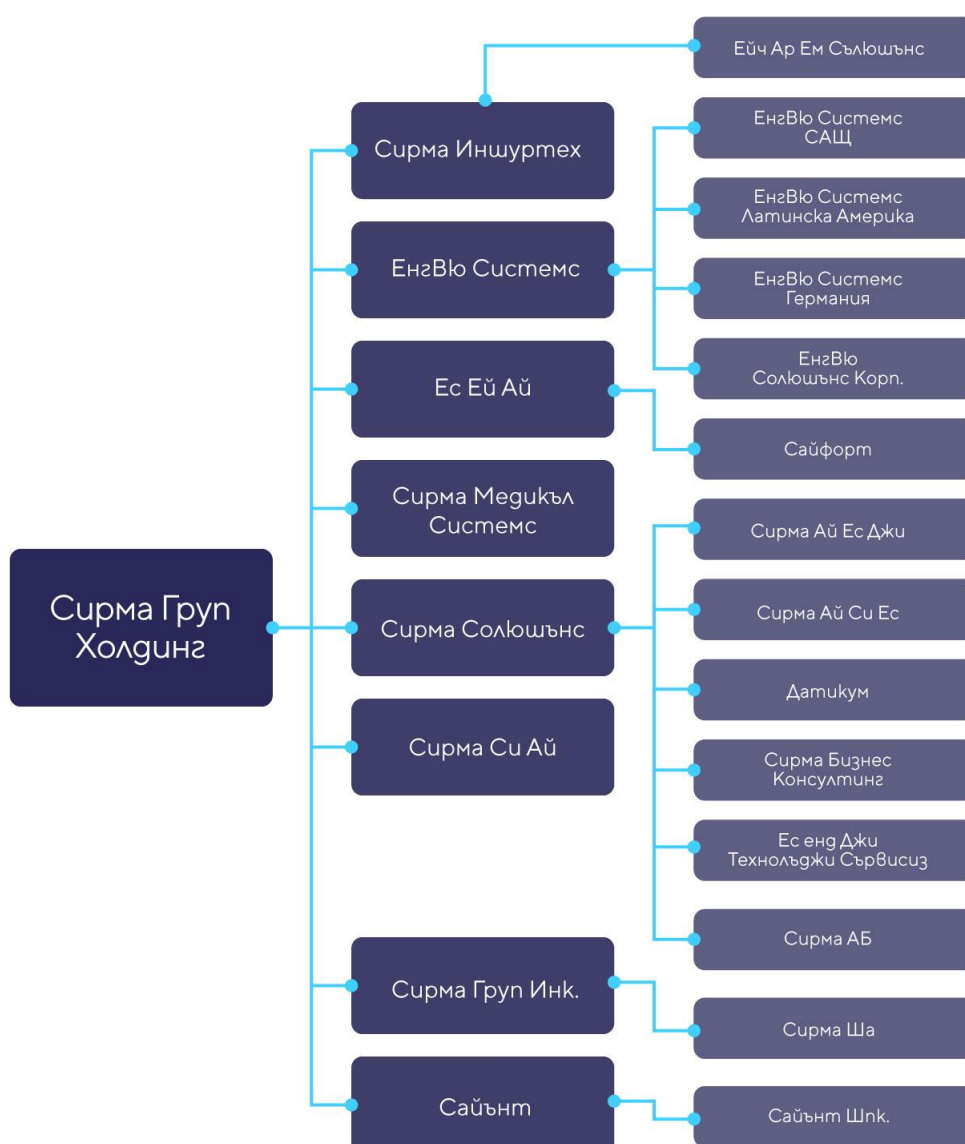 Ейч Ар Ем Сълюшънс
Сирма Иншуртех
ЕнгВю Системс
САЩ
ЕнгВю Системс
Латинска Америка
ЕнгВю Системс
ЕнгВю Системс
Германия
ЕнгВю
Солюшънс Корп.
Ес Ей Ай
Сайфорт
Сирма Медикъл
Системс
Сирма Груп
Холдинг
Сирма Солюшънс
Сирма Ай Ес Джи
Сирма Ай Си Ес
Датикум
Сирма Бизнес
Консултинг
Ес енд Джи
Технолъджи Сървисиз
Сирма АБ
Сирма Си Ай
Сирма Груп Инк.
Сирма Ша
Сайънт
Сайънт Шпк.